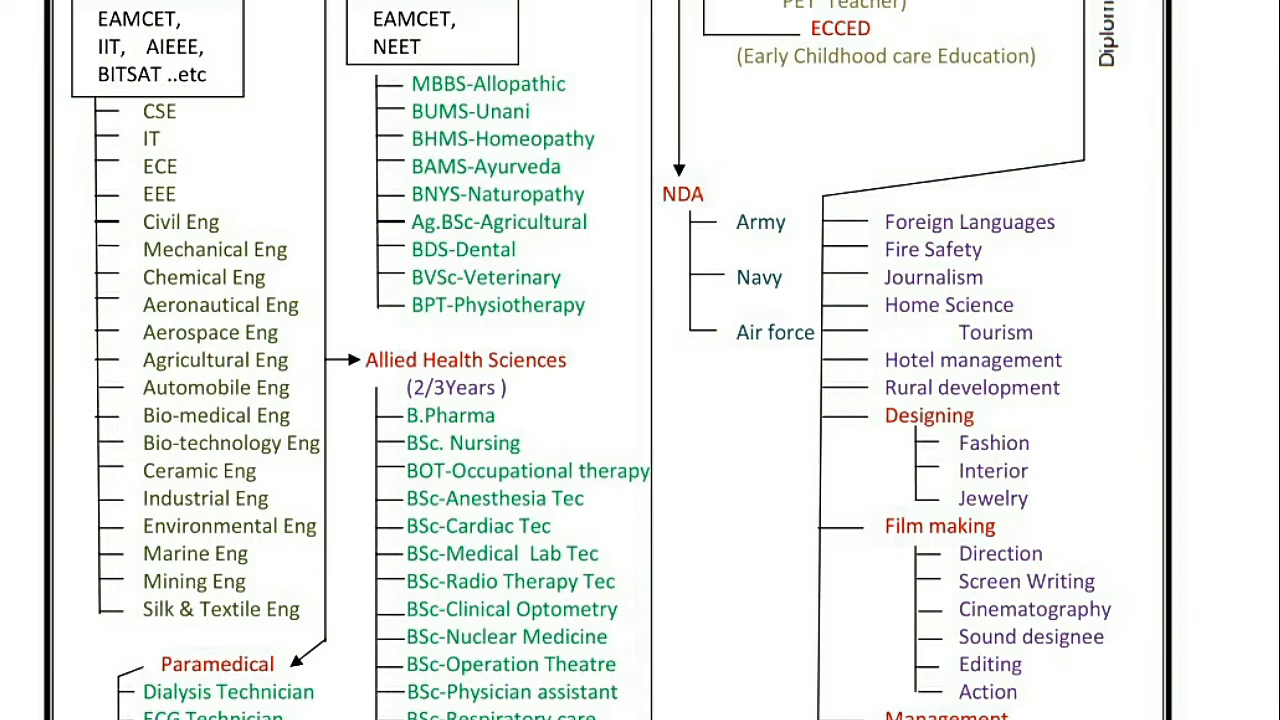 EAMCET,
IIT, AIEEE,
BITSAT ..etc
CSE
IT
ECE
EEE
Civil Eng
Mechanical Eng
Chemical Eng
Aeronautical Eng
Aerospace Eng
Agricultural Eng
Automobile Eng
Bio-medical Eng
Bio-technology Eng
Ceramic Eng
Industrial Eng
Environmental Eng
Marine Eng
Mining Eng
Silk & Textile Eng
Paramedical
Dialysis Technician
ECG Technician
EAMCET,
NEET
MBBS-Allopathic
BUMS-Unani
BHMS-Homeopathy
BAMS-Ayurveda
BNYS-Naturopathy
Ag.BSc-Agricultural
BDS-Dental
BVSc-Veterinary
BPT-Physiotherapy
Allied Health Sciences
(2/3Years )
B.Pharma
BSc. Nursing
BOT-Occupational therapy
BSc-Anesthesia Tec
BSc-Cardiac Tec
BSc-Medical Lab Tec
BSc-Radio Therapy Tec
BSc-Clinical Optometry
BSc-Nuclear Medicine
BSc-Operation Theatre
BSc-Physician assistant
BSc-Respiratory care
PET Teacher)
ECCED
(Early Childhood care Education)
NDA
Army
Navy
Air force
Diplom
Foreign Languages
Fire Safety
Journalism
Home Science
Tourism
Hotel management
Rural development
Designing
Fashion
Interior
Jewelry
Film making
Direction
Screen Writing
Cinematography
Sound designee
Editing
Action
Management